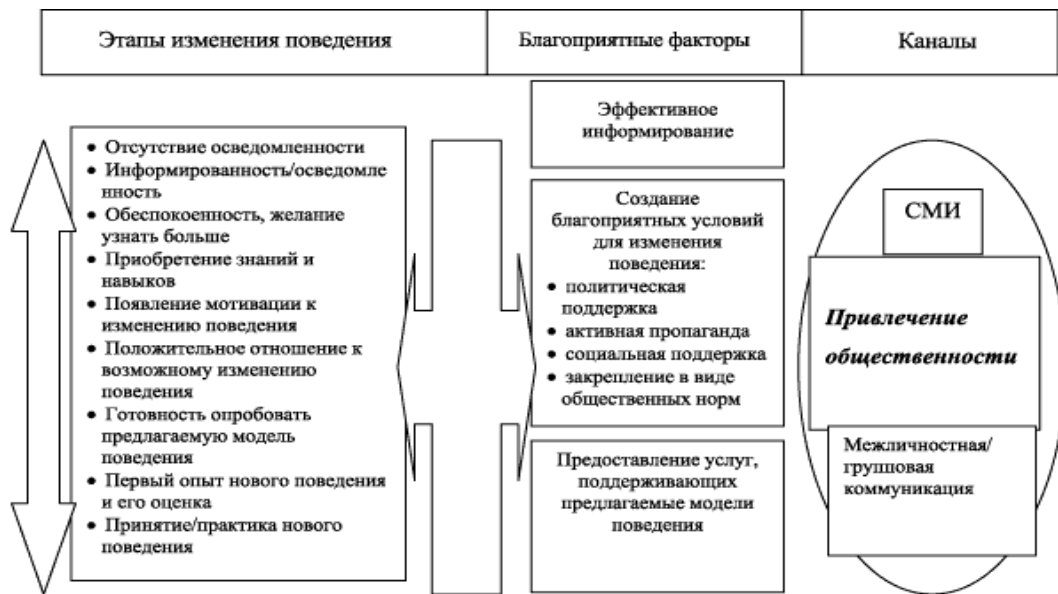 Этапы изменения поведения
Благоприятные факторы
Каналы
• Отсутствие осведомленности
• Информированность/осведомле
нность
• Обеспокоенность, желание
узнать больше
• Приобретение знаний и
навыков
• Появление мотивации к
изменению поведения
• Положительное отношение к
возможному изменению
поведения
• Готовность опробовать
предлагаемую модель
поведения
• Первый опыт нового поведения
и его оценка
• Принятие/практика нового
поведения
Эффективное
информирование
Создание
благоприятных условий
для изменения
поведения:
• политическая
поддержка
• активная пропаганда
• социальная поддержка
• закрепление в виде
общественных норм
Предоставление услуг,
поддерживающих
предлагаемые модели
поведения
СМИ
Привлечение
общественности
Межличностная/
групповая
коммуникация